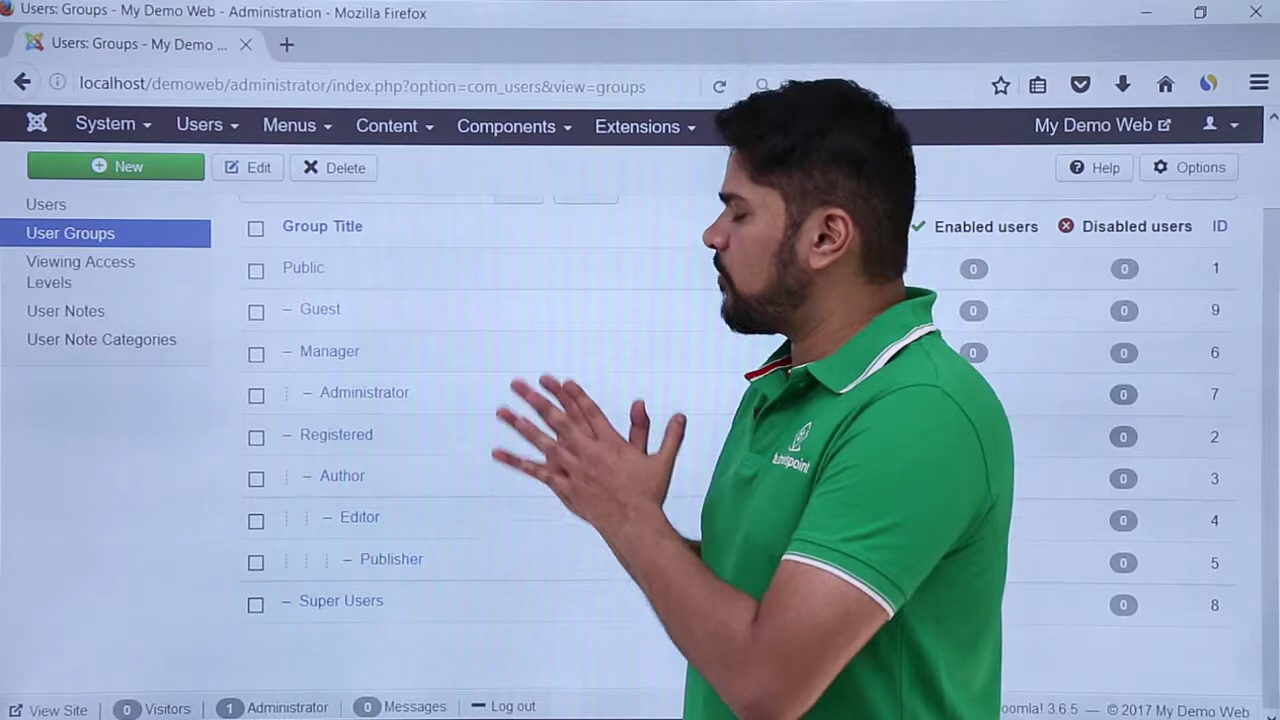 Users: Groups - My Demo Web - Administration - Mozilla Firefox
Users: Groups - My Demo ...
localhost/demoweb/administrator/index.php?option=com_users&view=groups
System Users Menus Content Components Extensions My Demo Web
New Edit Delete Help Options
Users
User Groups
Viewing Access
Levels
User Notes
User Note Categories
Group Title Enabled users Disabled users ID
Public 0 0 1
– Guest 0 0 9
– Manager 0 0 6
– Administrator 0 7
– Registered 0 2
– Author 0 3
– Editor 0 4
– Publisher 0 5
– Super Users 0 8
View Site 0 Visitors 1 Administrator 0 Messages Log out oomla! 3.6.5 — © 2017 My Demo Web